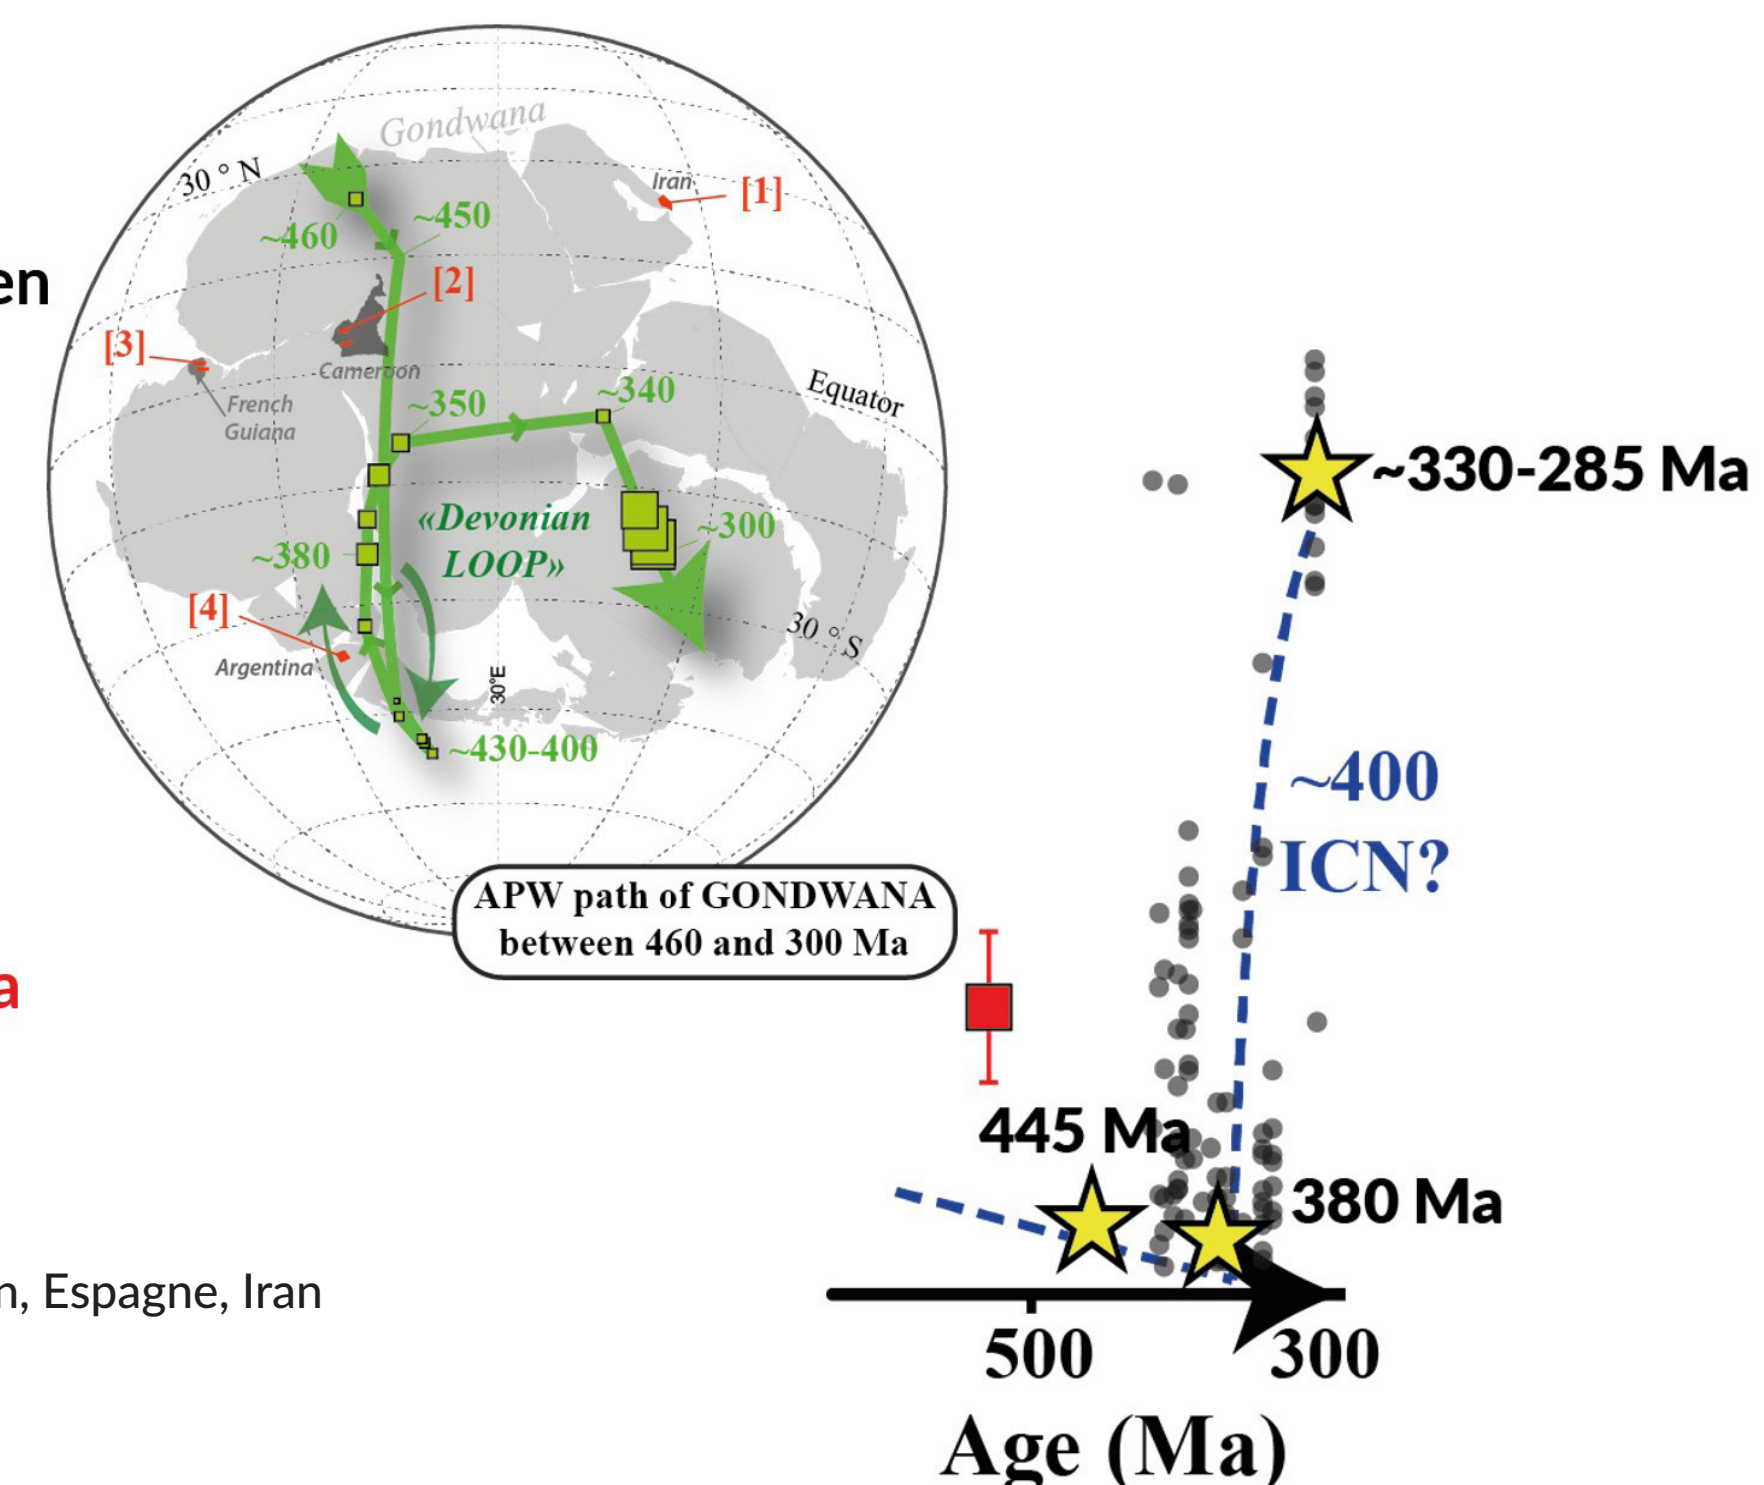 Gondwana
30 ° N
Iran
[1]
~460
~450
[2]
[3]
Cameroon
French
Guiana
Equator
~350
~340
«Devonian
LOOP»
~380
~300
[4]
Argentina
30 ° S
30°E
~430-400
APW path of GONDWANA
between 460 and 300 Ma
en
a
n, Espagne, Iran
~330-285 Ma
~400
ICN?
445 Ma
380 Ma
500
300
Age (Ma)